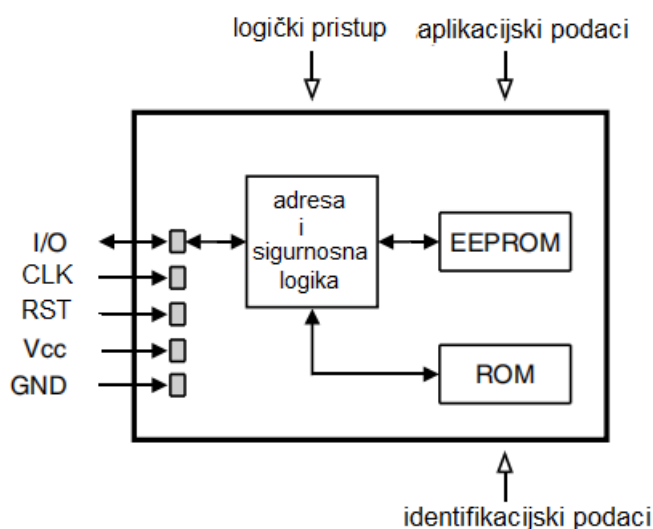 logički pristup
aplikacijski podaci
adresa
i
sigurnosna
logika
I/O
CLK
RST
Vcc
GND
EEPROM
ROM
identifikacijski podaci